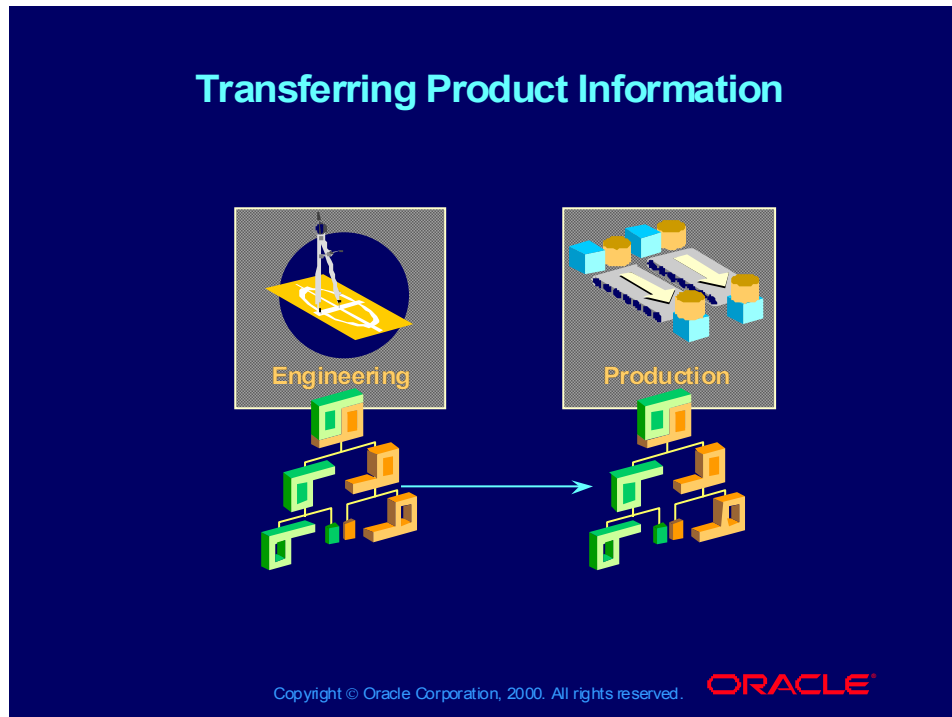 Transferring Product Information
Engineering
Production
Copyright © Oracle Corporation, 2000. All rights reserved.
ORACLE®